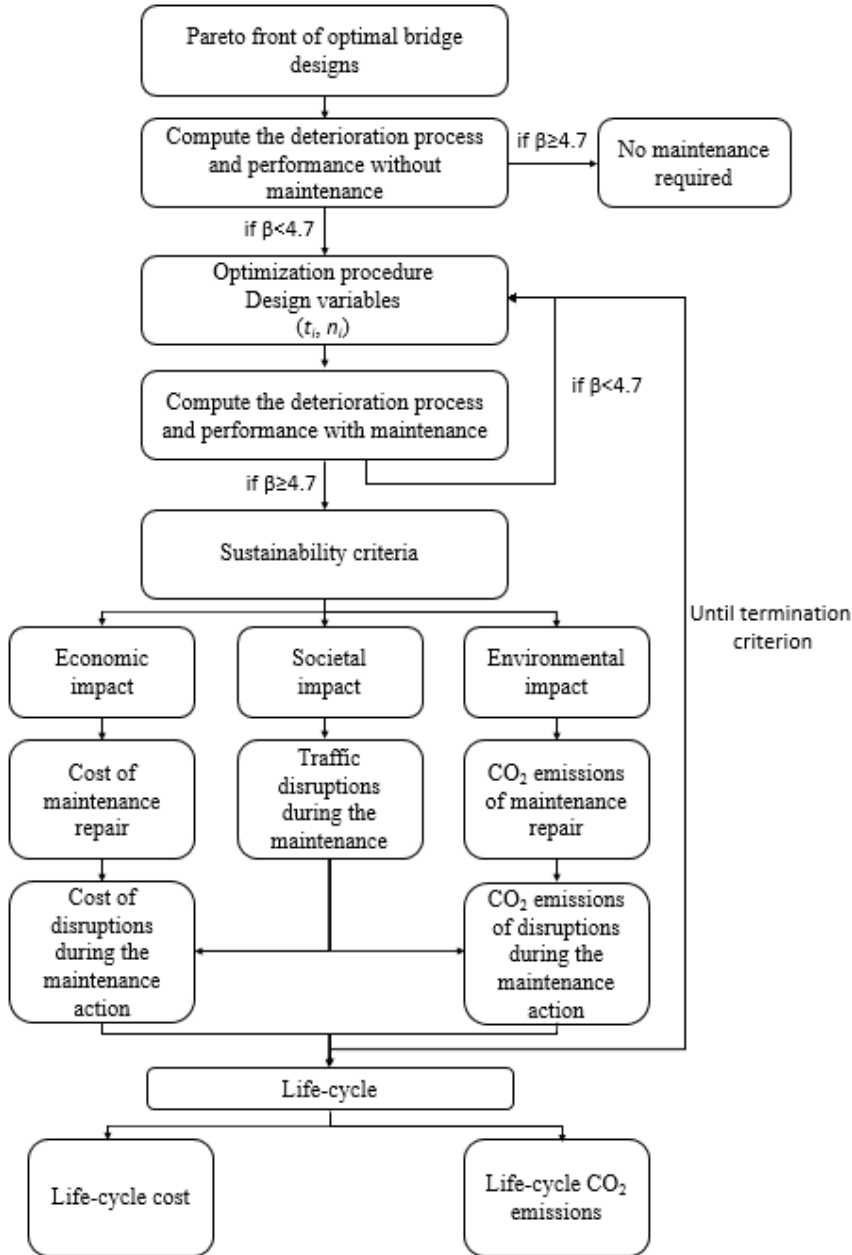 Pareto front of optimal bridge
designs
Compute the deterioration process
and performance without
maintenance
if β≥4.7
No maintenance
required
if β<4.7
Optimization procedure
Design variables
(tᵢ, nᵢ)
if β<4.7
Compute the deterioration process
and performance with maintenance
if β≥4.7
Sustainability criteria
Until termination
criterion
Economic
impact
Societal
impact
Environmental
impact
Cost of
maintenance
repair
Traffic
disruptions
during the
maintenance
CO₂ emissions
of maintenance
repair
Cost of
disruptions
during the
maintenance
action
CO₂ emissions
of disruptions
during the
maintenance
action
Life-cycle
Life-cycle cost
Life-cycle CO₂
emissions